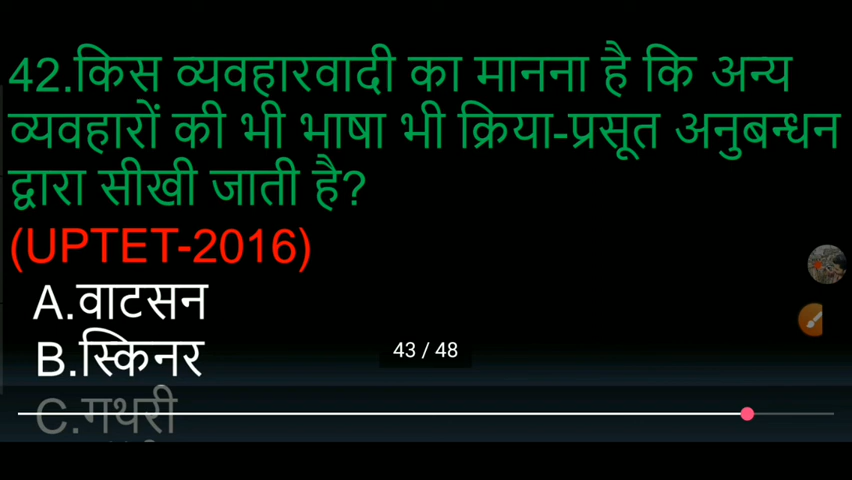 42.किस व्यवहारवादी का मानना है कि अन्य
व्यवहारों की भी भाषा भी क्रिया-प्रसूत अनुबन्धन
द्वारा सीखी जाती है?
(UPTET-2016)
A.वाटसन
B.स्किनर
43 / 48
C.गथरी